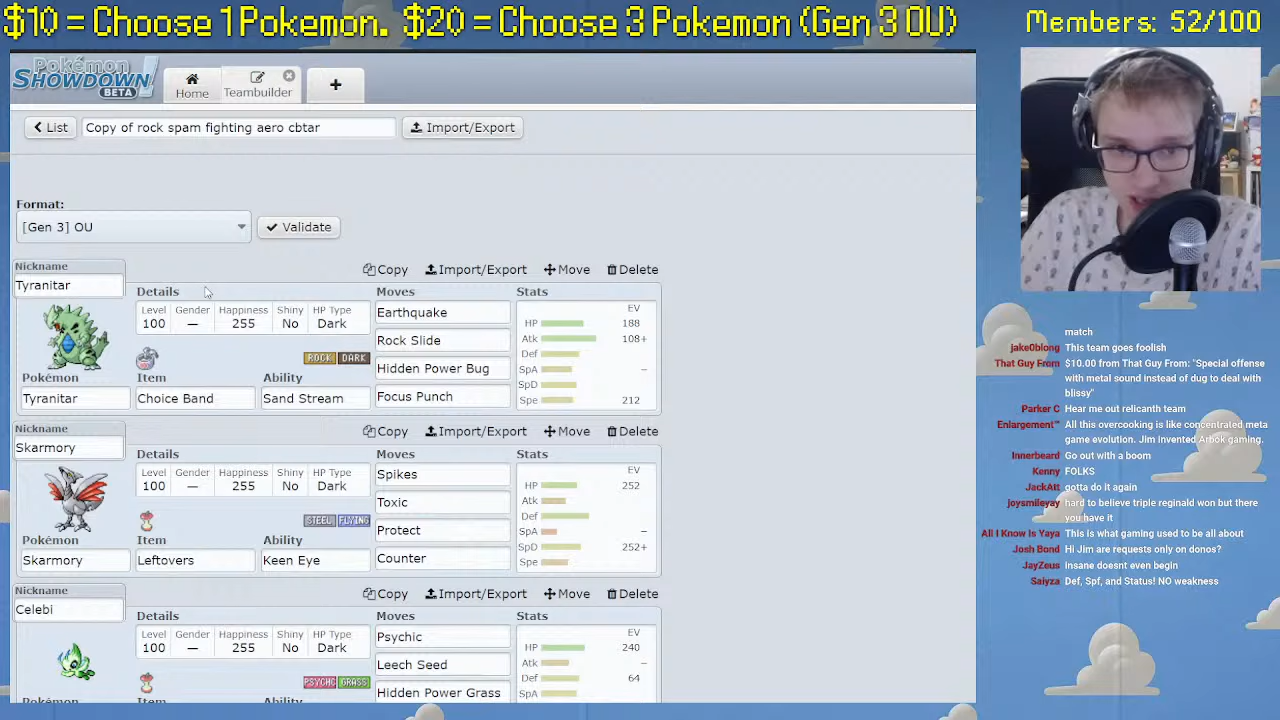 $10 = Choose 1 Pokemon. $20 = Choose 3 Pokemon (Gen 3 OU)
Members: 52/100
Pokémon
SHOWDOWN!
BETA
Home
Teambuilder
+
List
Copy of rock spam fighting aero cbtar
Import/Export
Format:
[Gen 3] OU
Validate
Nickname
Tyranitar
Copy Import/Export Move Delete
Details
Level Gender Happiness Shiny HP Type
100 — 255 No Dark
ROCK DARK
Pokémon Item Ability
Tyranitar Choice Band Sand Stream
Moves
Earthquake
Rock Slide
Hidden Power Bug
Focus Punch
Stats
EV
HP 188
Atk 108+
Def
SpA –
SpD
Spe 212
Nickname
Skarmory
Copy Import/Export Move Delete
Details
Level Gender Happiness Shiny HP Type
100 — 255 No Dark
STEEL FLYING
Pokémon Item Ability
Skarmory Leftovers Keen Eye
Moves
Spikes
Toxic
Protect
Counter
Stats
EV
HP 252
Atk
Def
SpA –
SpD 252+
Spe
Nickname
Celebi
Copy Import/Export Move Delete
Details
Level Gender Happiness Shiny HP Type
100 — 255 No Dark
PSYCHC GRASS
Pokémon Item Ability
Moves
Psychic
Leech Seed
Hidden Power Grass
Stats
EV
HP 240
Atk –
Def 64
SpA
match
jake0blong This team goes foolish
That Guy From $10.00 from That Guy From: "Special offense
with metal sound instead of dug to deal with
blissy"
Parker C Hear me out relicanth team
Enlargement™ All this overcooking is like concentrated meta
game evolution. Jim invented Arbok gaming.
Innerbeard Go out with a boom
Kenny FOLKS
JackAtt gotta do it again
joysmileyay hard to believe triple reginald won but there
you have it
All I Know Is Yaya This is what gaming used to be all about
Josh Bond Hi Jim are requests only on donos?
JayZeus Insane doesnt even begin
Saiyza Def, Spf, and Status! NO weakness